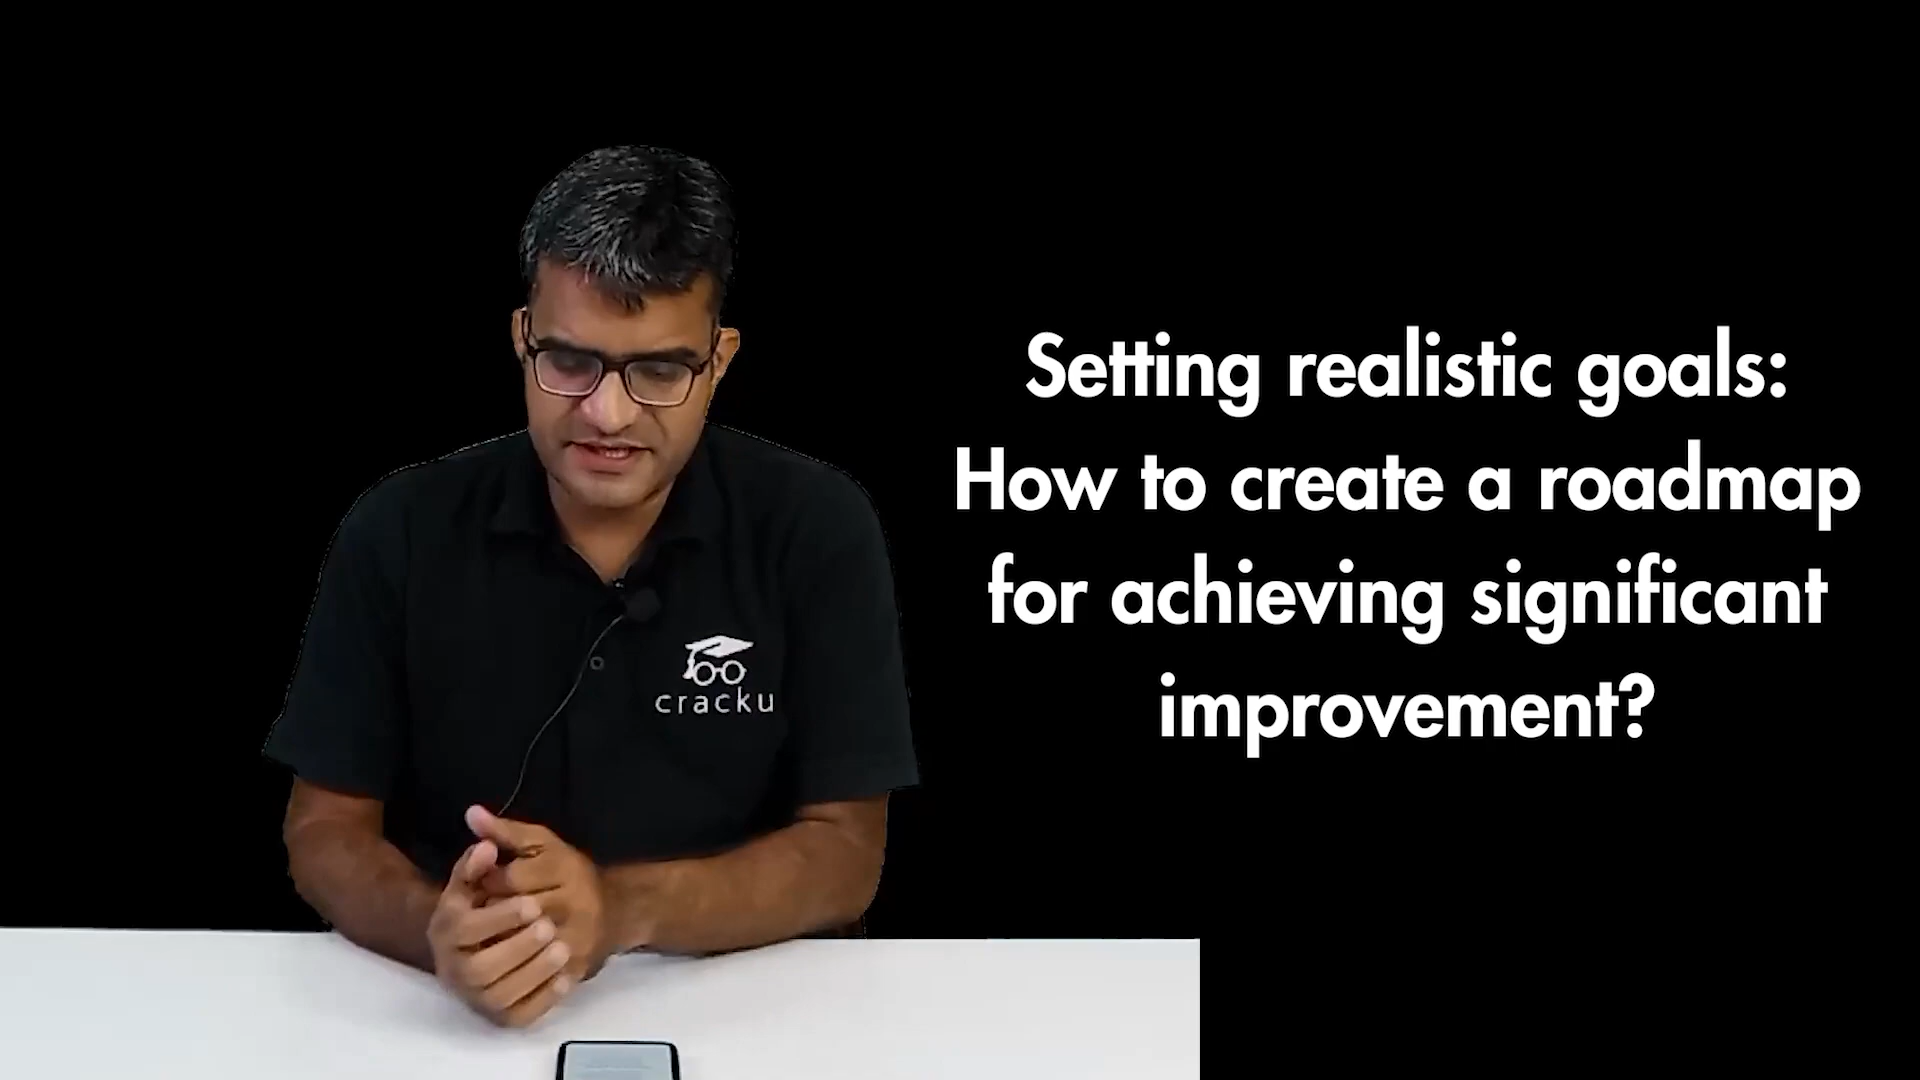 Setting realistic goals:
How to create a roadmap
for achieving significant
improvement?
cracku